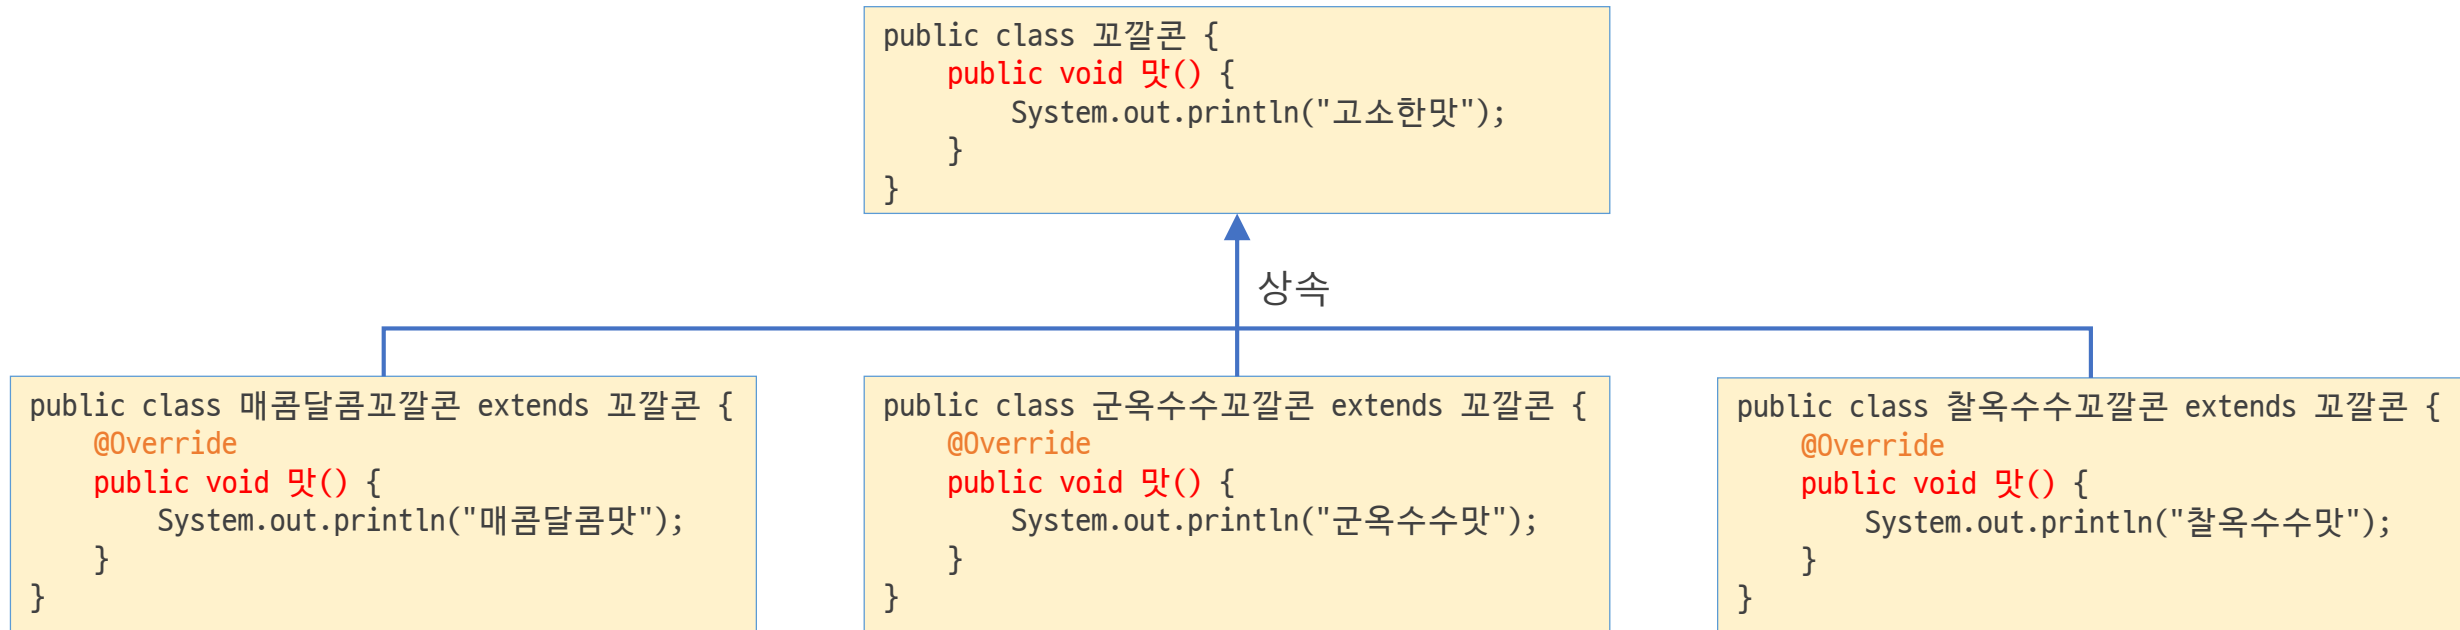 public class 꼬깔콘 {
    public void 맛() {
        System.out.println("고소한맛");
    }
}
상속
public class 매콤달콤꼬깔콘 extends 꼬깔콘 {
    @Override
    public void 맛() {
        System.out.println("매콤달콤맛");
    }
}
public class 군옥수수꼬깔콘 extends 꼬깔콘 {
    @Override
    public void 맛() {
        System.out.println("군옥수수맛");
    }
}
public class 찰옥수수꼬깔콘 extends 꼬깔콘 {
    @Override
    public void 맛() {
        System.out.println("찰옥수수맛");
    }
}